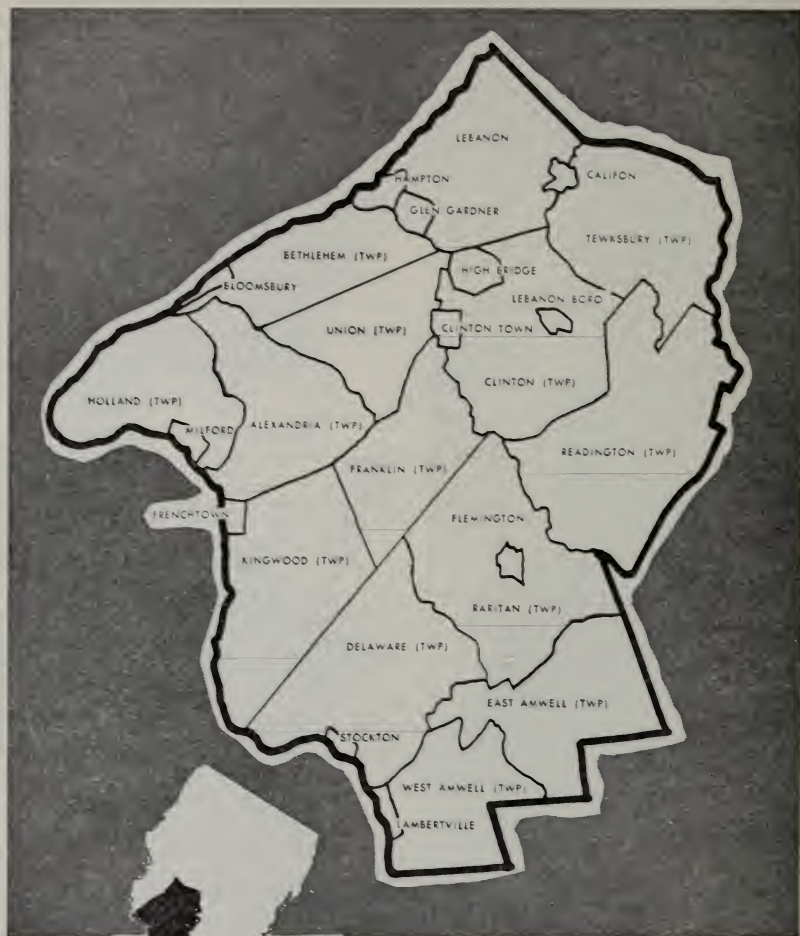 LEBANON
HAMPTON
CALIFON
GLEN GARDNER
TEWKSBURY (TWP)
BETHLEHEM (TWP)
HIGH BRIDGE
BLOOMSBURY
LEBANON BORO
UNION (TWP)
CLINTON TOWN
CLINTON (TWP)
HOLLAND (TWP)
MILFORD
ALEXANDRIA (TWP)
READINGTON (TWP)
FRANKLIN (TWP)
FRENCHTOWN
FLEMINGTON
KINGWOOD (TWP)
RARITAN (TWP)
DELAWARE (TWP)
EAST AMWELL (TWP)
STOCKTON
WEST AMWELL (TWP)
LAMBERTVILLE